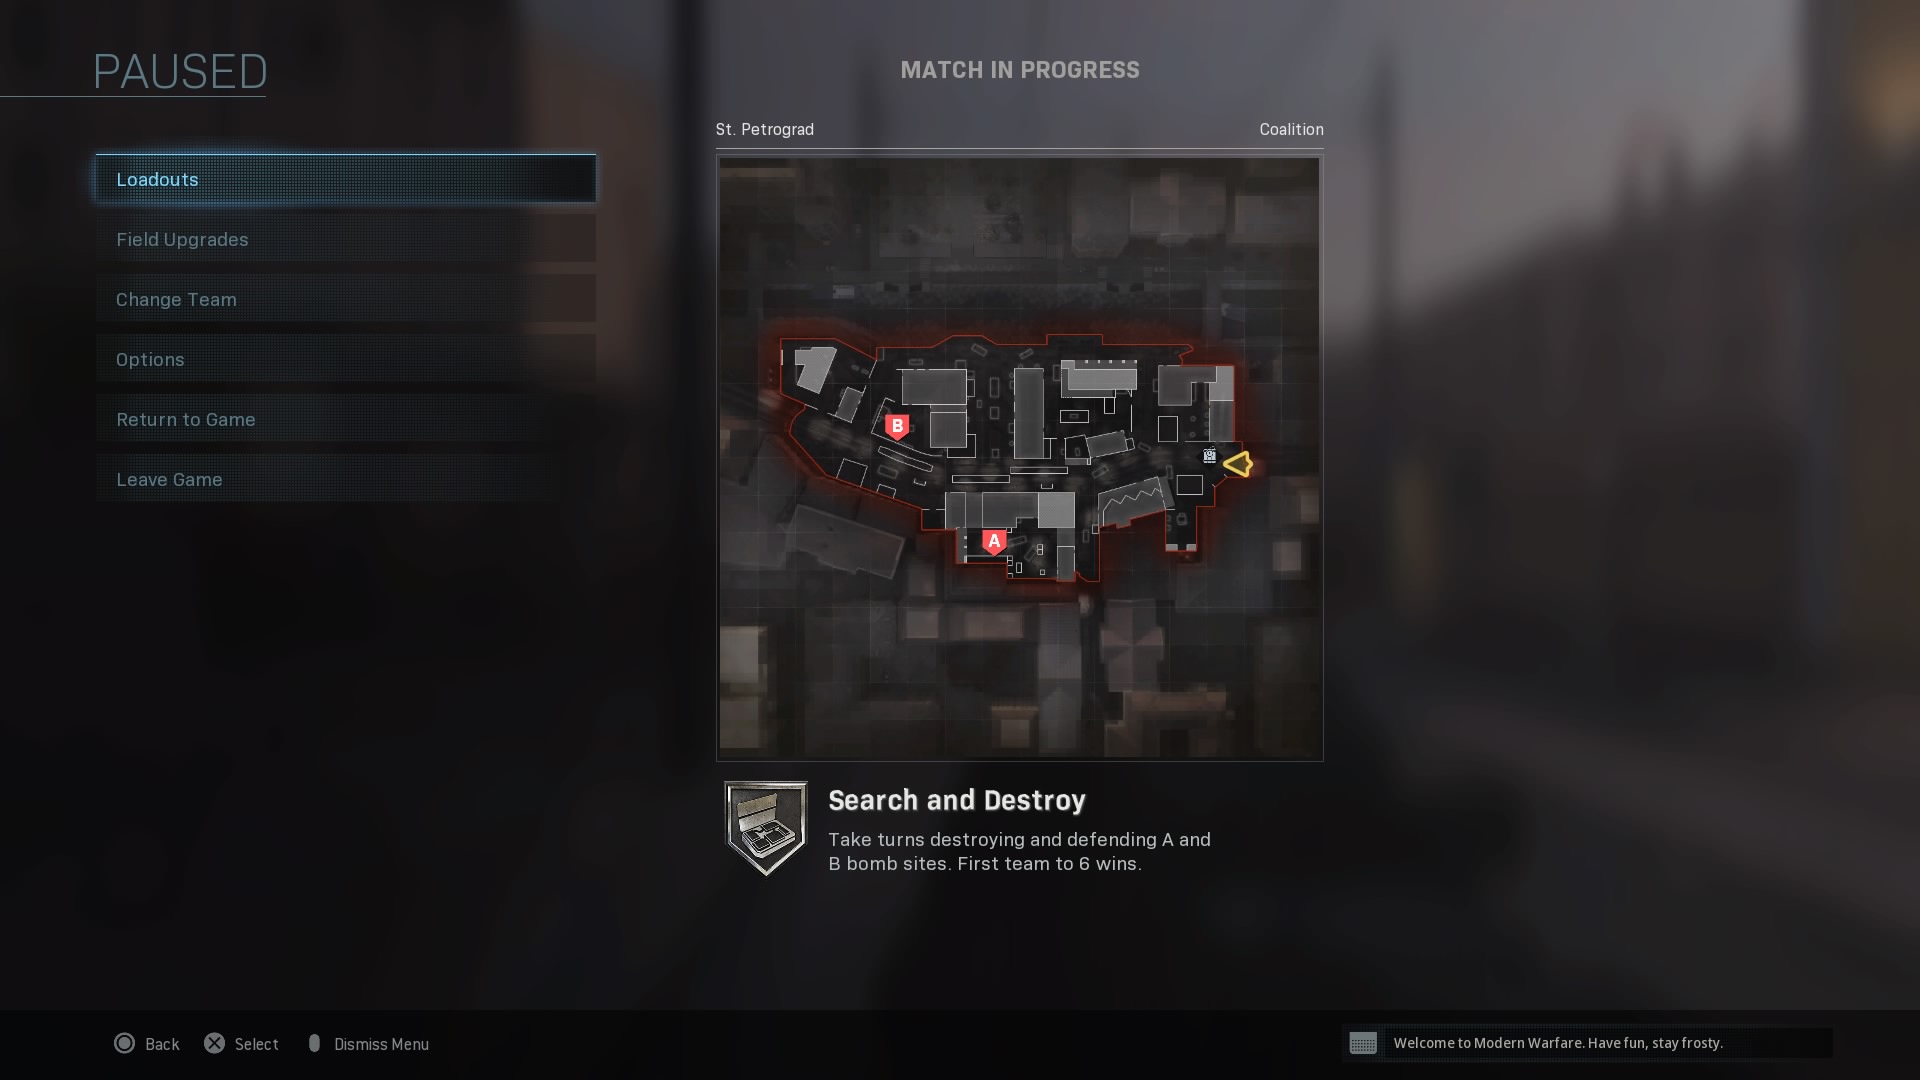 PAUSED
MATCH IN PROGRESS
St. Petrograd
Coalition
Loadouts
Field Upgrades
Change Team
Options
Return to Game
Leave Game
B
A
Search and Destroy
Take turns destroying and defending A and
B bomb sites. First team to 6 wins.
Back
Select
Dismiss Menu
Welcome to Modern Warfare. Have fun, stay frosty.